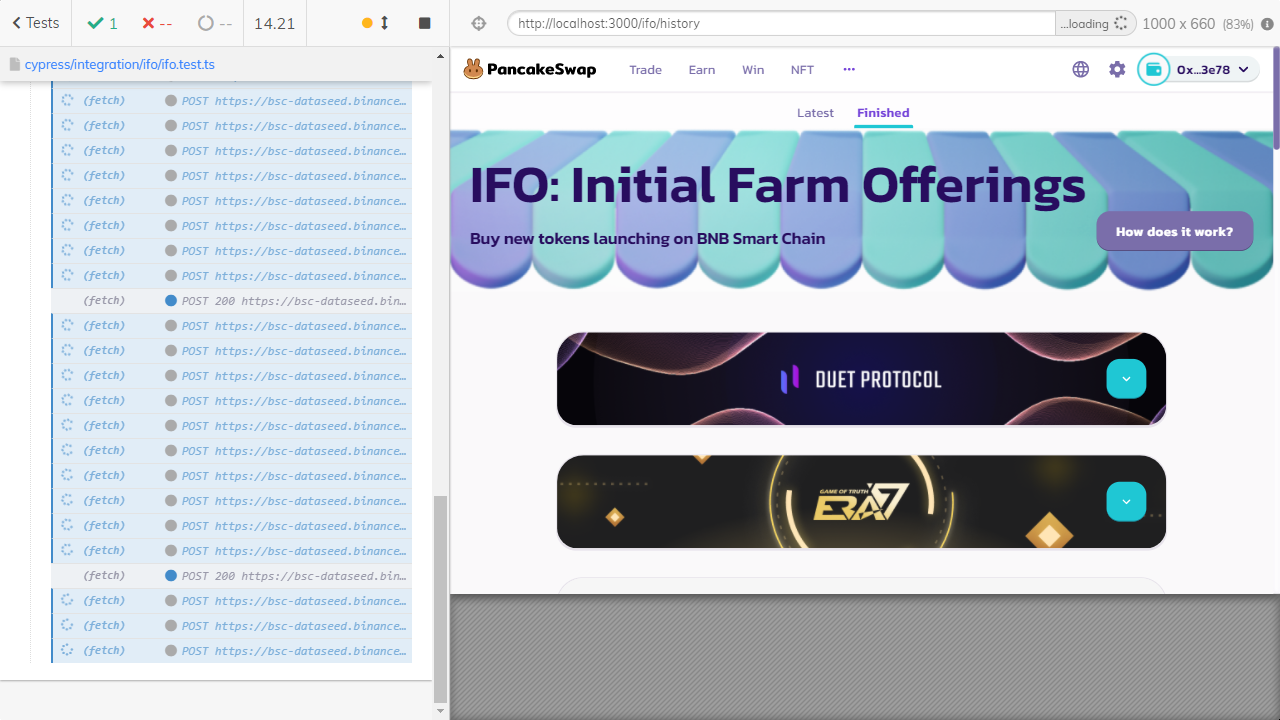 Tests
1
--
--
14.21
http://localhost:3000/ifo/history
...loading
1000 x 660 (83%)
cypress/integration/ifo/ifo.test.ts
(fetch) POST https://bsc-dataseed.binance…
(fetch) POST https://bsc-dataseed.binance…
(fetch) POST https://bsc-dataseed.binance…
(fetch) POST https://bsc-dataseed.binance…
(fetch) POST https://bsc-dataseed.binance…
(fetch) POST https://bsc-dataseed.binance…
(fetch) POST https://bsc-dataseed.binance…
(fetch) POST https://bsc-dataseed.binance…
(fetch) POST 200 https://bsc-dataseed.bin…
(fetch) POST https://bsc-dataseed.binance…
(fetch) POST https://bsc-dataseed.binance…
(fetch) POST https://bsc-dataseed.binance…
(fetch) POST https://bsc-dataseed.binance…
(fetch) POST https://bsc-dataseed.binance…
(fetch) POST https://bsc-dataseed.binance…
(fetch) POST https://bsc-dataseed.binance…
(fetch) POST https://bsc-dataseed.binance…
(fetch) POST https://bsc-dataseed.binance…
(fetch) POST https://bsc-dataseed.binance…
(fetch) POST 200 https://bsc-dataseed.bin…
(fetch) POST https://bsc-dataseed.binance…
(fetch) POST https://bsc-dataseed.binance…
(fetch) POST https://bsc-dataseed.binance…
PancakeSwap
Trade
Earn
Win
NFT
0x...3e78
Latest
Finished
IFO: Initial Farm Offerings
Buy new tokens launching on BNB Smart Chain
How does it work?
DUET PROTOCOL
GAME OF TRUTH
ERA7